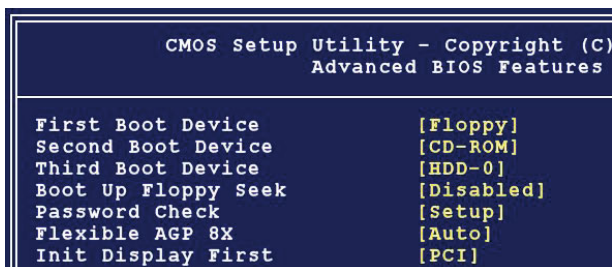 CMOS Setup Utility - Copyright (C)
Advanced BIOS Features
First Boot Device [Floppy]
Second Boot Device [CD-ROM]
Third Boot Device [HDD-0]
Boot Up Floppy Seek [Disabled]
Password Check [Setup]
Flexible AGP 8X [Auto]
Init Display First [PCI]